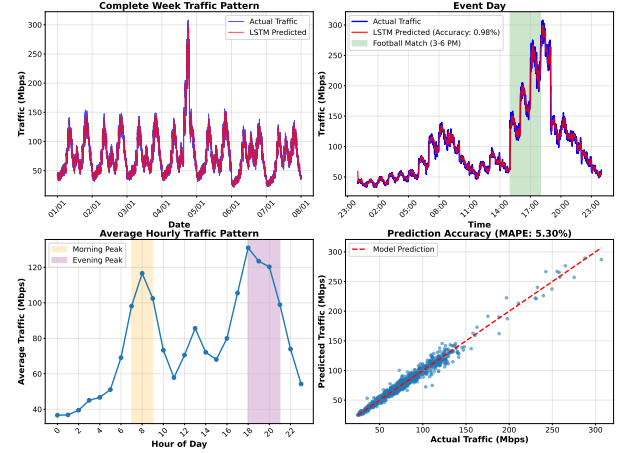 Complete Week Traffic Pattern
Traffic (Mbps)
300
250
200
150
100
50
Actual Traffic
LSTM Predicted
01/01
02/01
03/01
04/01
05/01
06/01
07/01
08/01
Date
Event Day
Traffic (Mbps)
300
250
200
150
100
50
Actual Traffic
LSTM Predicted (Accuracy: 0.98%)
Football Match (3-6 PM)
23:00
02:00
05:00
08:00
11:00
14:00
17:00
20:00
23:00
Time
Average Hourly Traffic Pattern
Average Traffic (Mbps)
120
100
80
60
40
Morning Peak
Evening Peak
0
2
4
6
8
10
12
14
16
18
20
22
Hour of Day
Prediction Accuracy (MAPE: 5.30%)
Predicted Traffic (Mbps)
300
250
200
150
100
50
Model Prediction
50
100
150
200
250
300
Actual Traffic (Mbps)